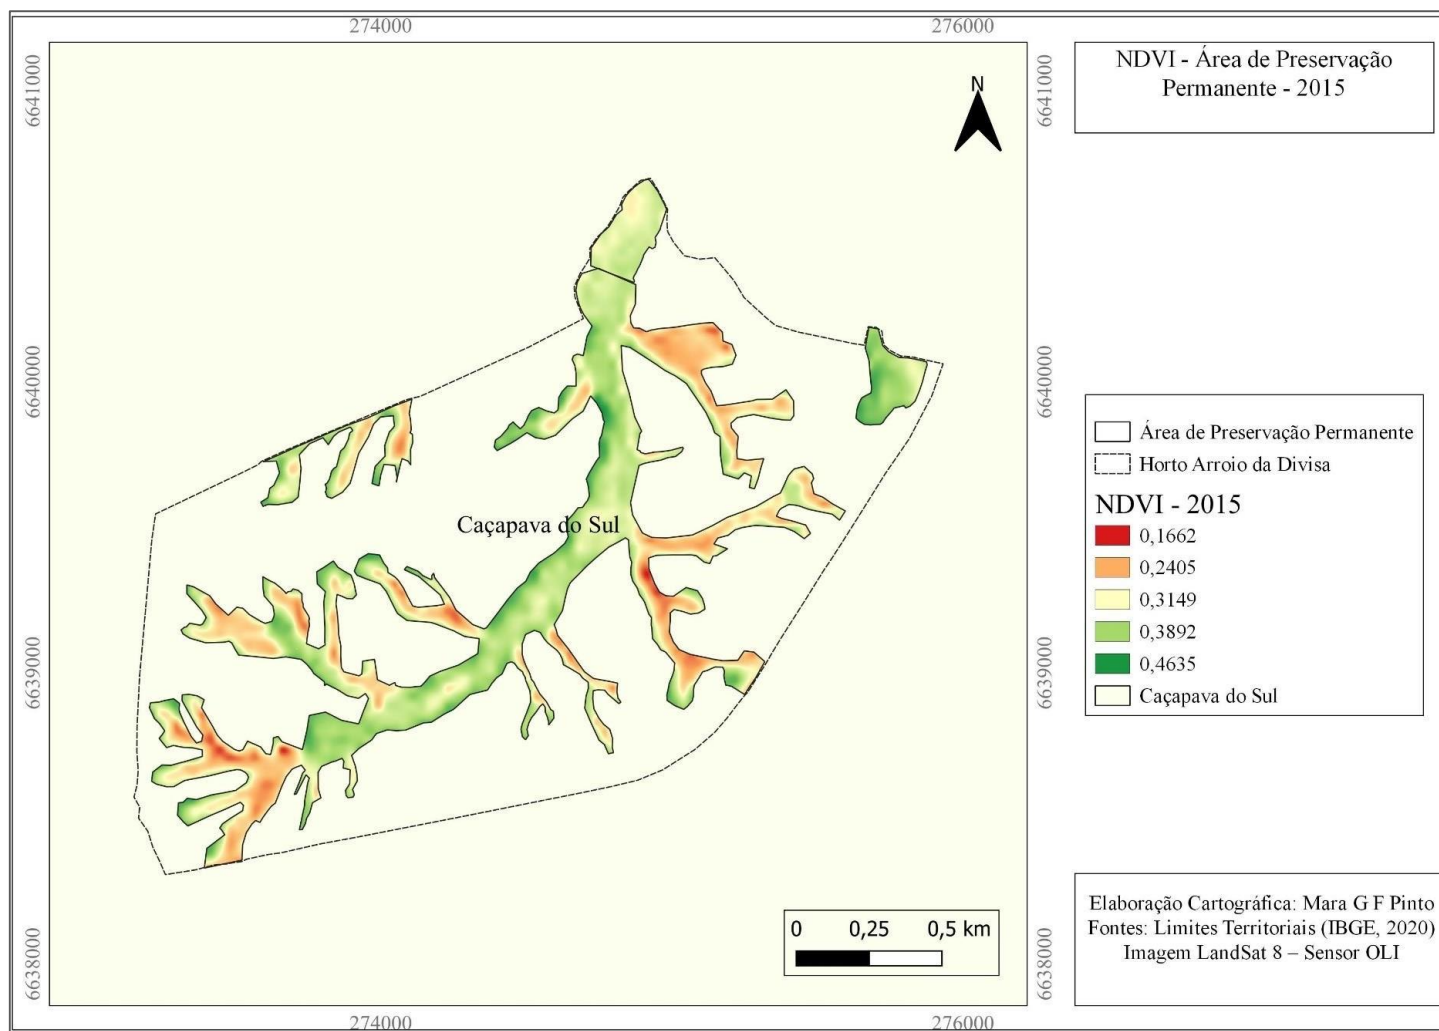 274000
276000
6641000
6641000
NDVI - Área de Preservação
Permanente - 2015
N
6640000
6640000
Área de Preservação Permanente
Horto Arroio da Divisa
NDVI - 2015
0,1662
0,2405
0,3149
0,3892
0,4635
Caçapava do Sul
Caçapava do Sul
6639000
6639000
Elaboração Cartográfica: Mara G F Pinto
Fontes: Limites Territoriais (IBGE, 2020)
Imagem LandSat 8 – Sensor OLI
0 0,25 0,5 km
6638000
6638000
274000
276000